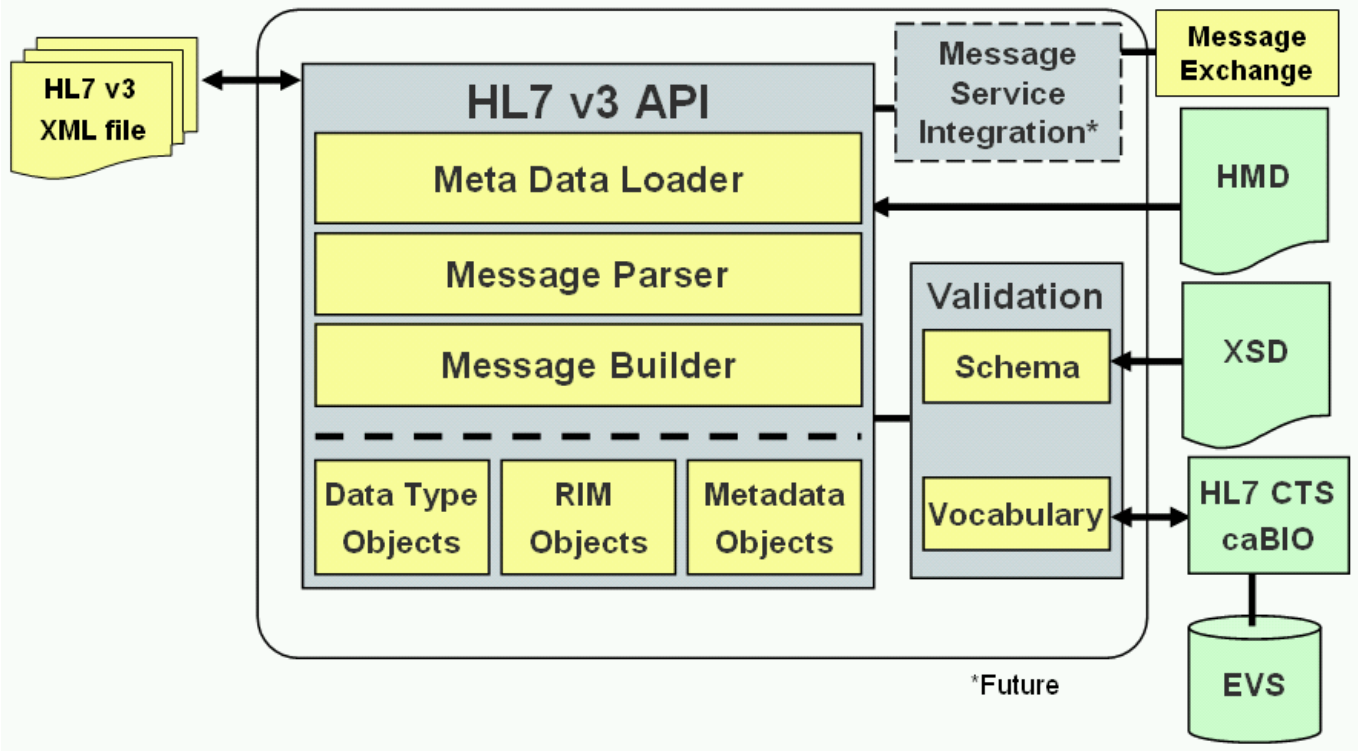 HL7 v3
XML file
HL7 v3 API
Meta Data Loader
Message Parser
Message Builder
Data Type
Objects
RIM
Objects
Metadata
Objects
Message
Service
Integration*
Message
Exchange
HMD
Validation
Schema
Vocabulary
XSD
HL7 CTS
caBIO
EVS
*Future